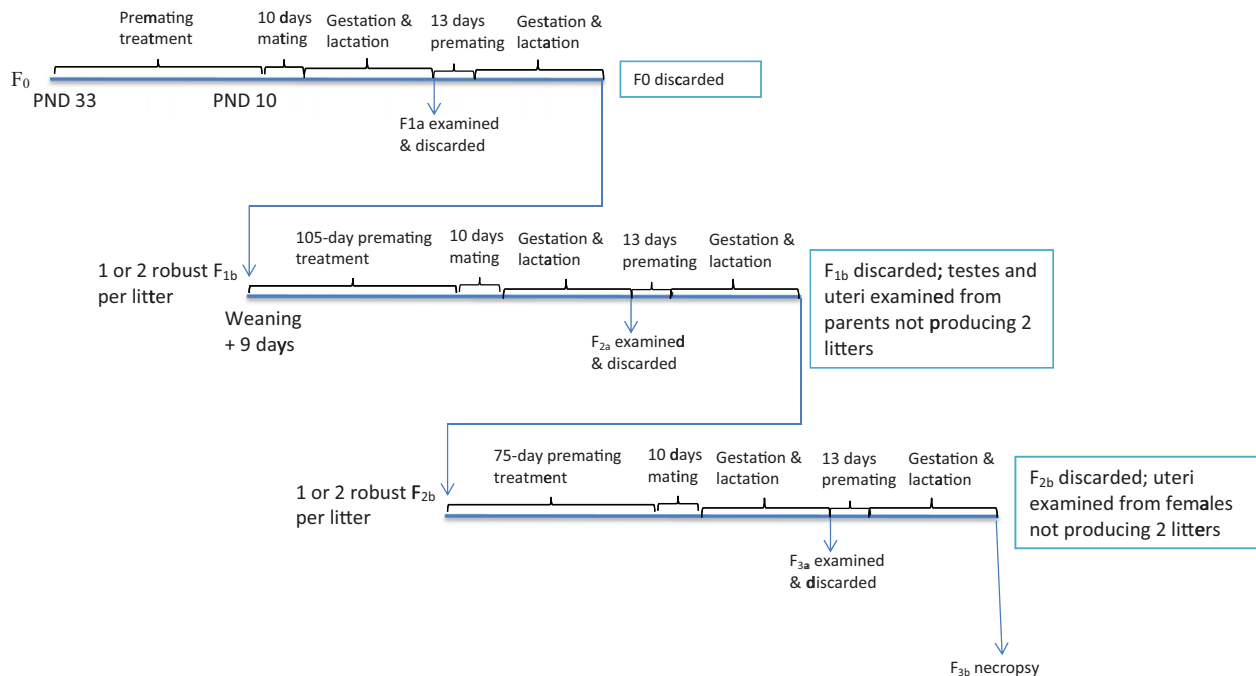 Premating
treatment
10 days
mating
Gestation &
lactation
13 days
premating
Gestation &
lactation
F₀
PND 33
PND 10
F0 discarded
F1a examined
& discarded
1 or 2 robust F₁b
per litter
105-day premating
treatment
10 days
mating
Gestation &
lactation
13 days
premating
Gestation &
lactation
Weaning
+ 9 days
F₂a examined
& discarded
F₁b discarded; testes and
uteri examined from
parents not producing 2
litters
1 or 2 robust F₂b
per litter
75-day premating
treatment
10 days
mating
Gestation &
lactation
13 days
premating
Gestation &
lactation
F₃a examined
& discarded
F₂b discarded; uteri
examined from females
not producing 2 litters
F₃b necropsy